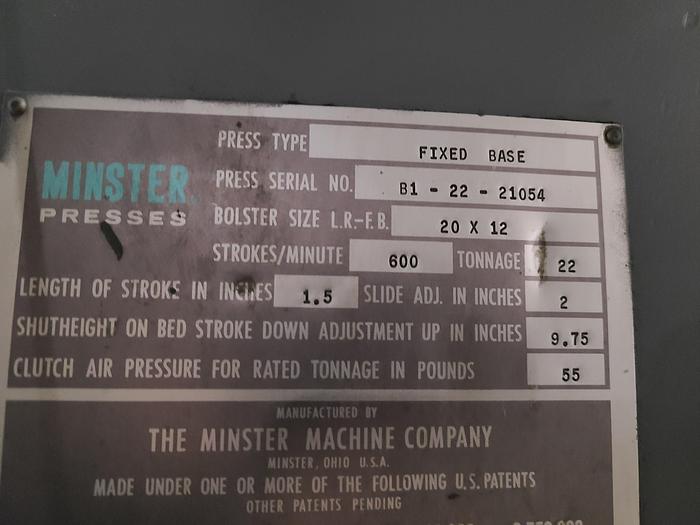 PRESS TYPE FIXED BASE
MINSTER PRESS SERIAL NO. B1 - 22 - 21054
PRESSES BOLSTER SIZE L.R.-F.B. 20 X 12
STROKES/MINUTE 600 TONNAGE 22
LENGTH OF STROKE IN INCHES 1.5 SLIDE ADJ. IN INCHES 2
SHUTHEIGHT ON BED STROKE DOWN ADJUSTMENT UP IN INCHES 9.75
CLUTCH AIR PRESSURE FOR RATED TONNAGE IN POUNDS 55
MANUFACTURED BY
THE MINSTER MACHINE COMPANY
MINSTER, OHIO U.S.A.
MADE UNDER ONE OR MORE OF THE FOLLOWING U.S. PATENTS
OTHER PATENTS PENDING